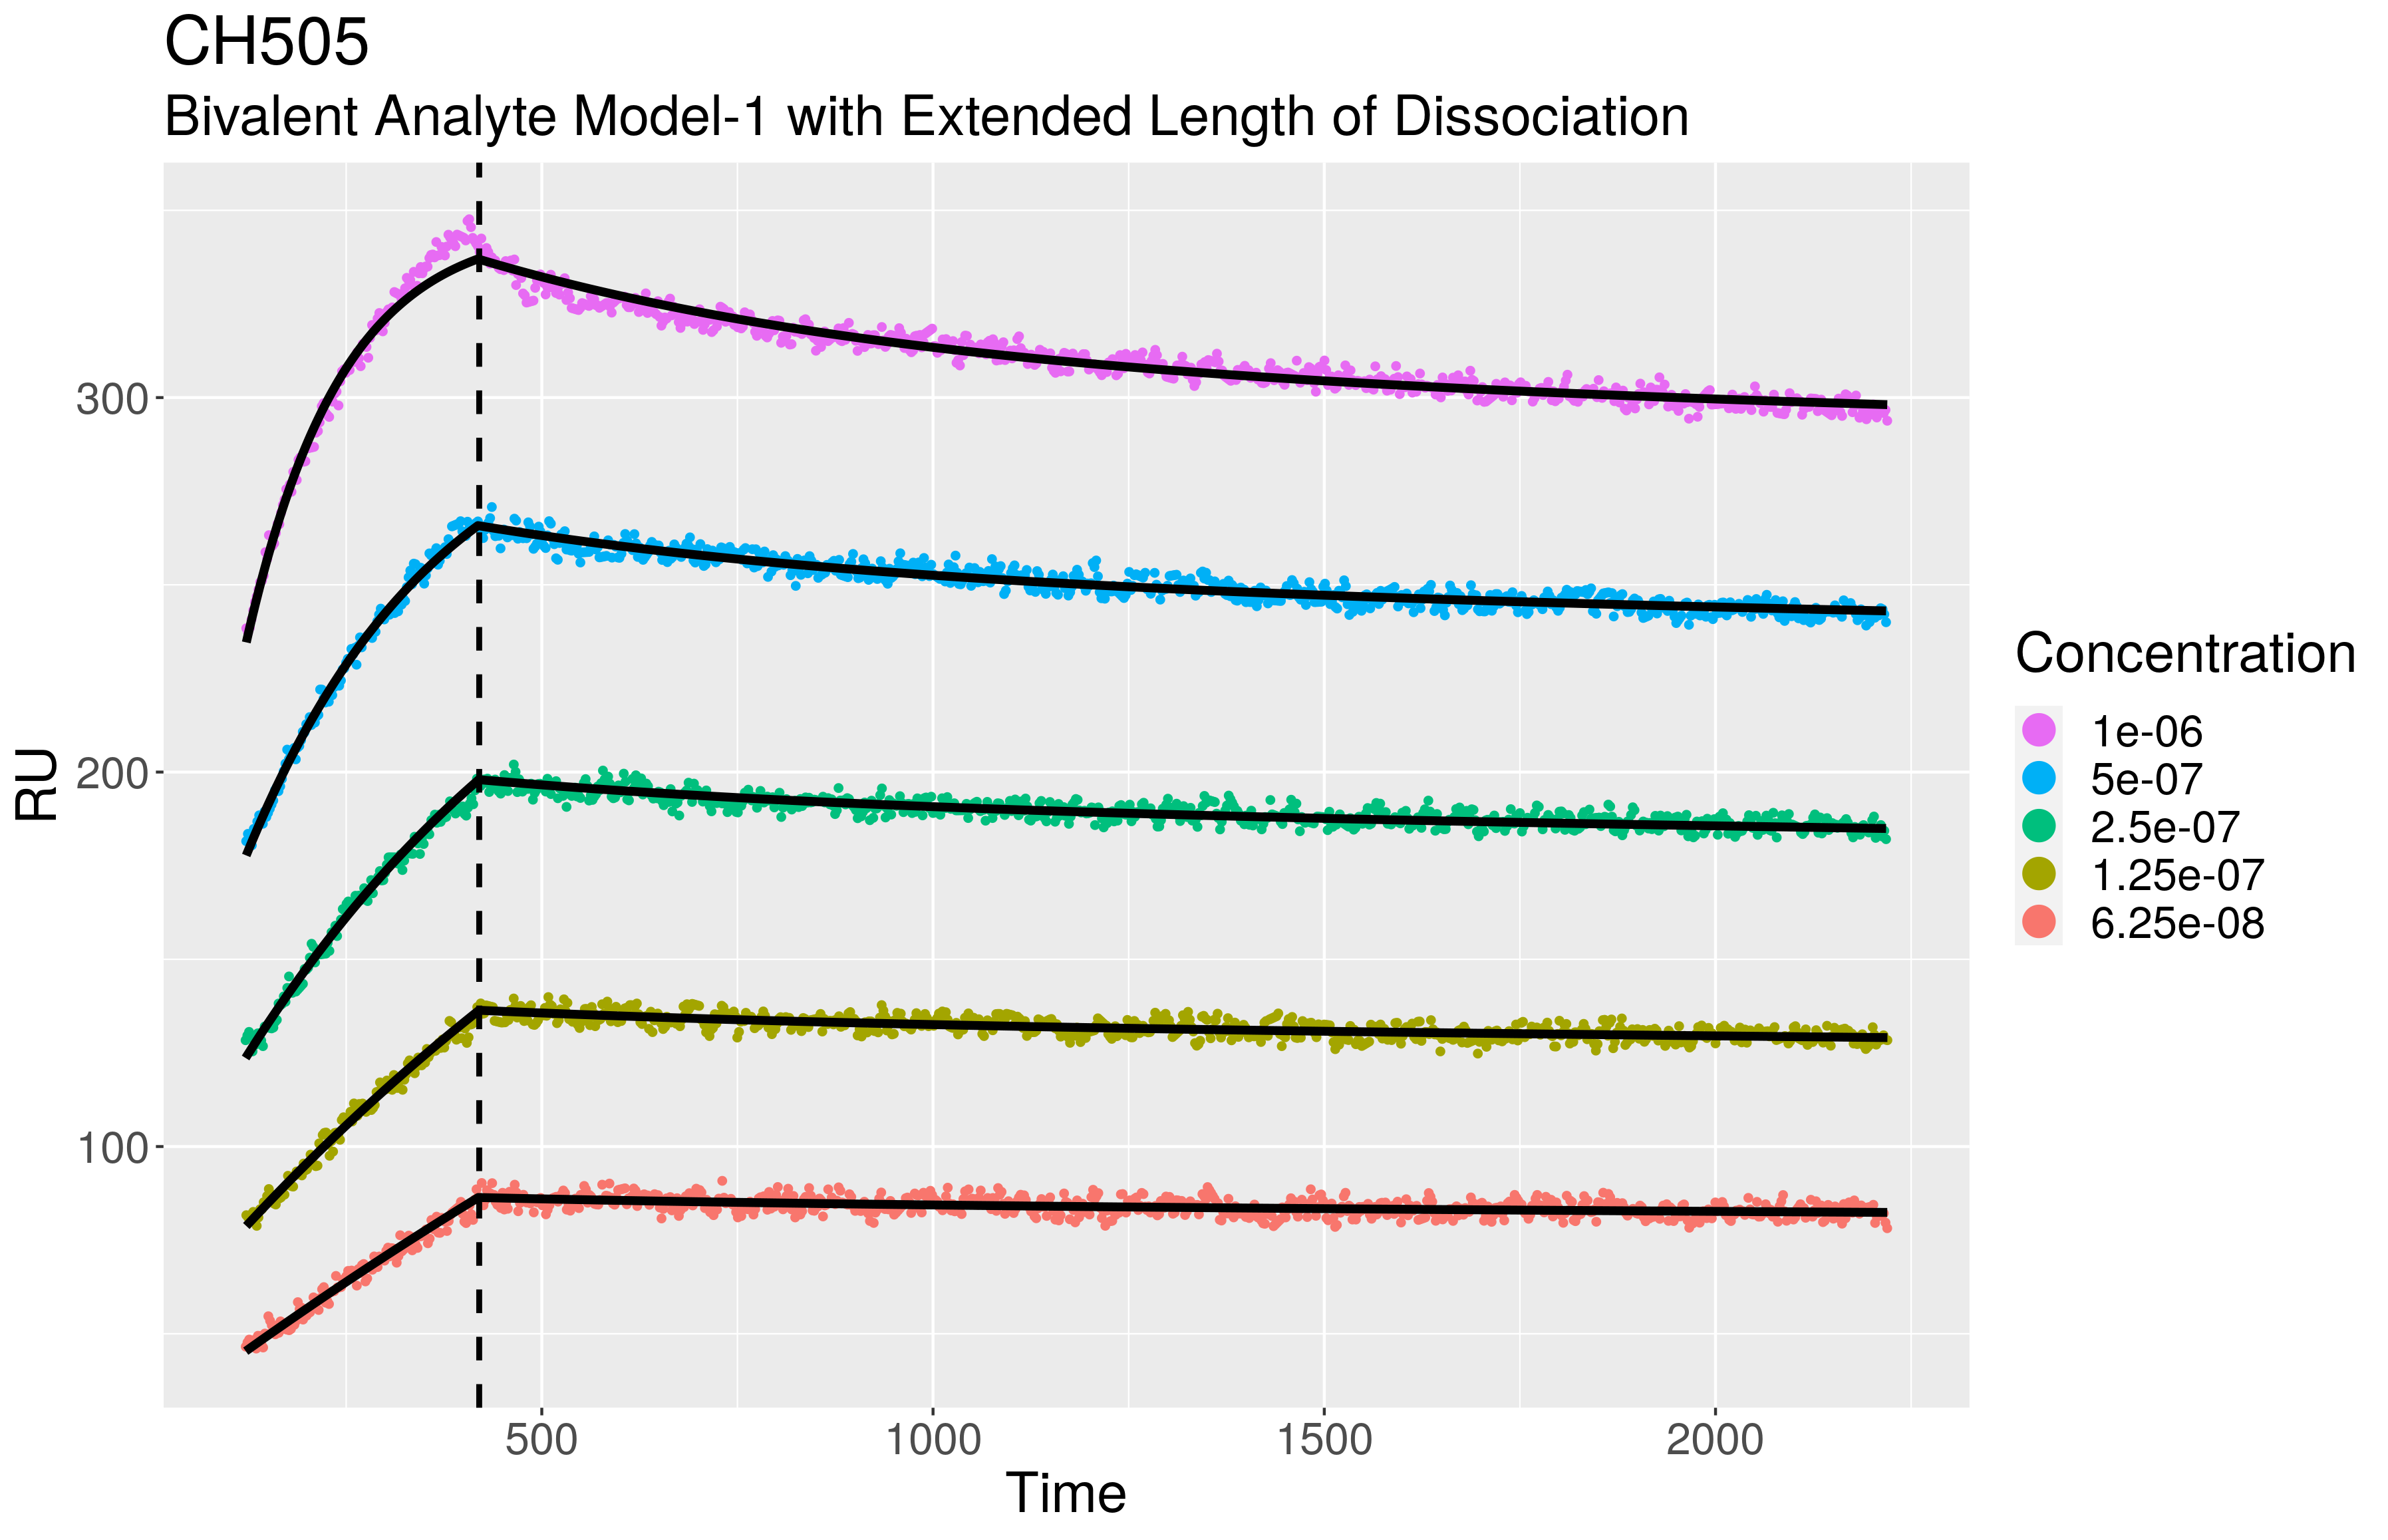 CH505
Bivalent Analyte Model-1 with Extended Length of Dissociation
RU
300
200
100
500 1000 1500 2000
Time
Concentration
1e-06
5e-07
2.5e-07
1.25e-07
6.25e-08